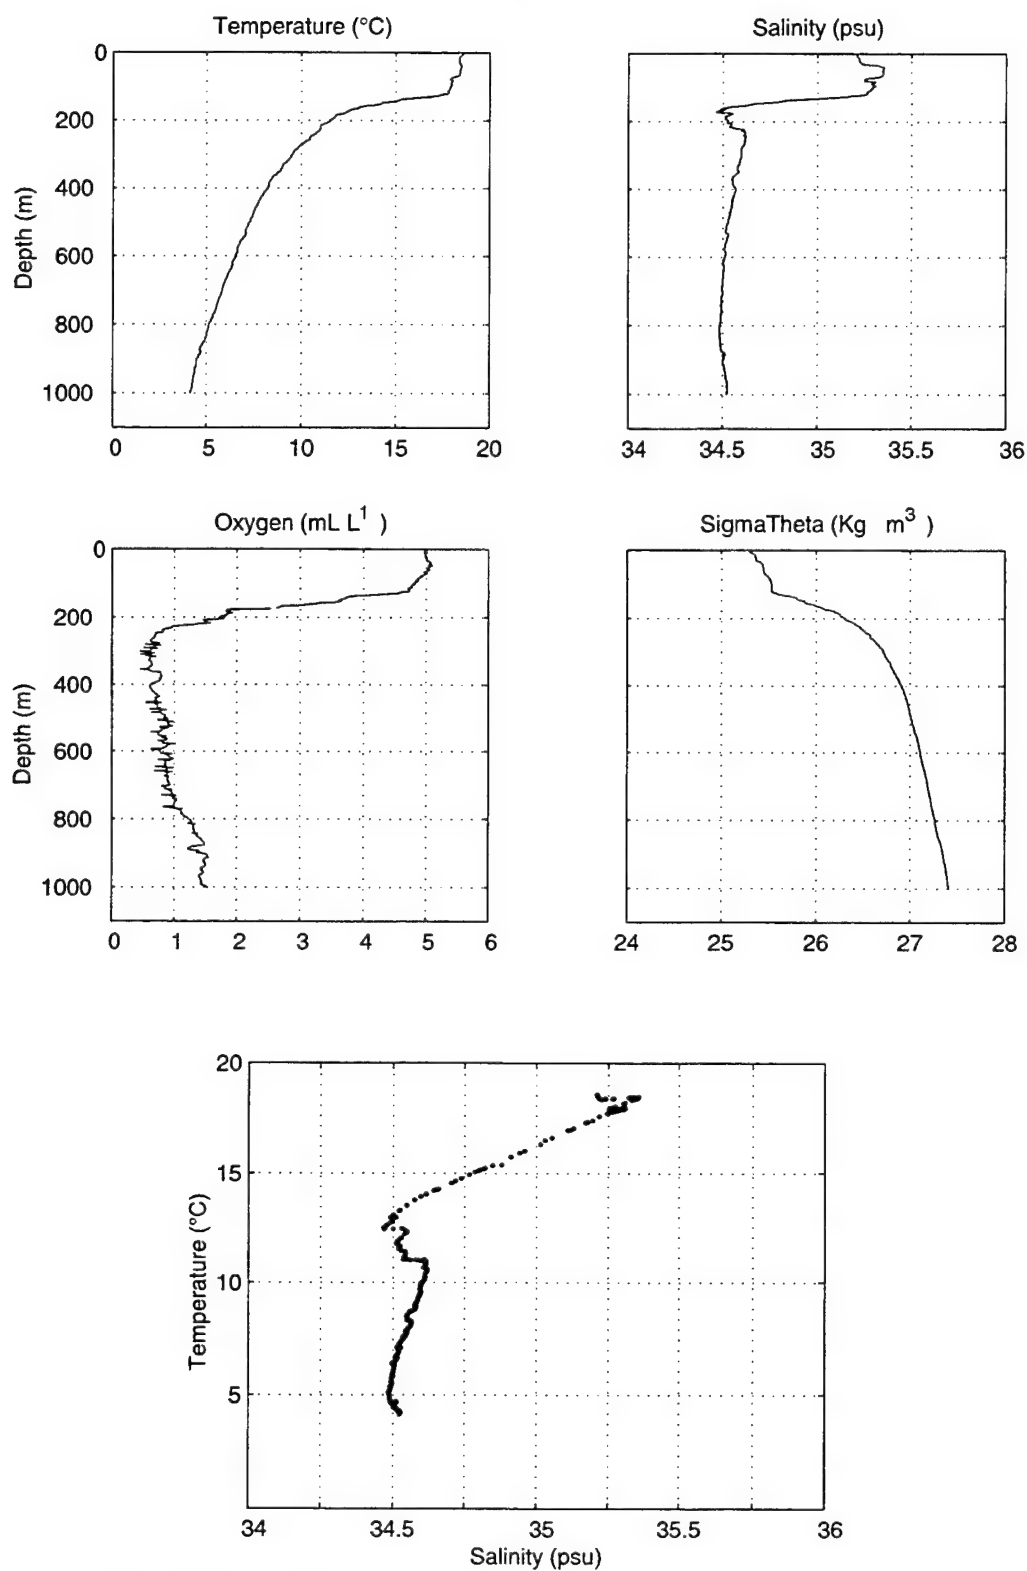 Temperature (°C)
0
200
400
600
800
1000
Depth (m)
0 5 10 15 20
Salinity (psu)
34 34.5 35 35.5 36
Oxygen (mL L1 )
0
200
400
600
800
1000
Depth (m)
0 1 2 3 4 5 6
SigmaTheta (Kg m3 )
24 25 26 27 28
20
15
10
5
Temperature (°C)
34 34.5 35 35.5 36
Salinity (psu)